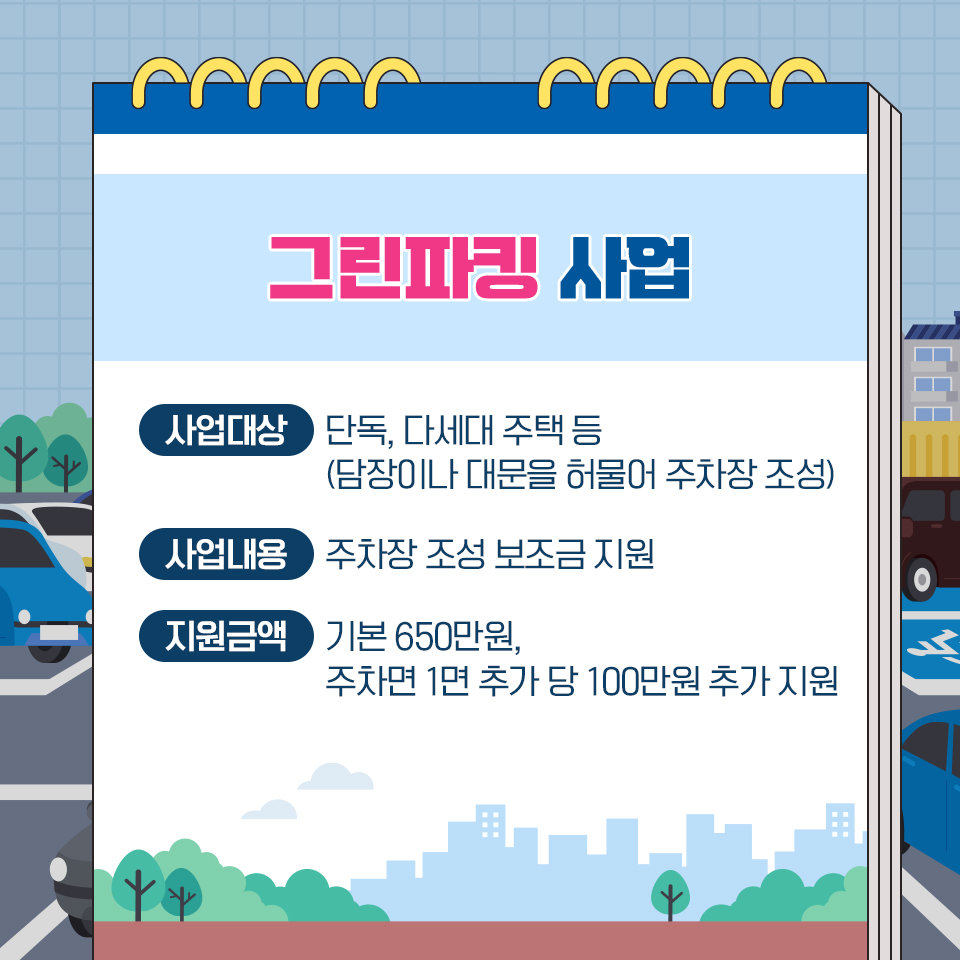 그린파킹 사업
사업대상 단독, 다세대 주택 등
(담장이나 대문을 허물어 주차장 조성)
사업내용 주차장 조성 보조금 지원
지원금액 기본 650만원,
주차면 1면 추가 당 100만원 추가 지원